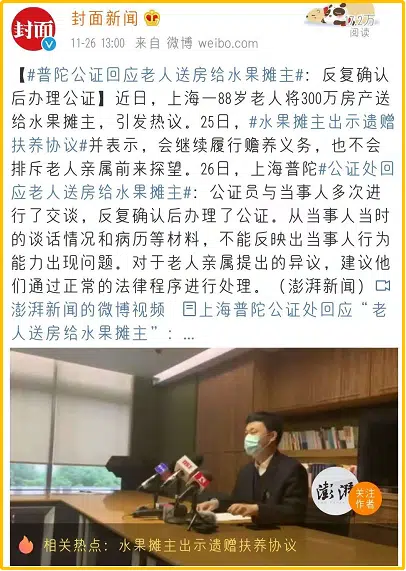 封面
封面新闻
11-26 13:00 来自 微博 weibo.com
阅读
【#普陀公证回应老人送房给水果摊主#：反复确认
后办理公证】近日，上海一88岁老人将300万房产送
给水果摊主，引发热议。25日，#水果摊主出示遗赠
扶养协议#并表示，会继续履行赡养义务，也不会
排斥老人亲属前来探望。26日，上海普陀#公证处回
应老人送房给水果摊主#：公证员与当事人多次进
行了交谈，反复确认后办理了公证。从当事人当时
的谈话情况和病历等材料，不能反映出当事人行为
能力出现问题。对于老人亲属提出的异议，建议他
们通过正常的法律程序进行处理。（澎湃新闻）
澎湃新闻的微博视频 上海普陀公证处回应“老
人送房给水果摊主”：...
澎湃
关注
作者
相关热点：水果摊主出示遗赠扶养协议